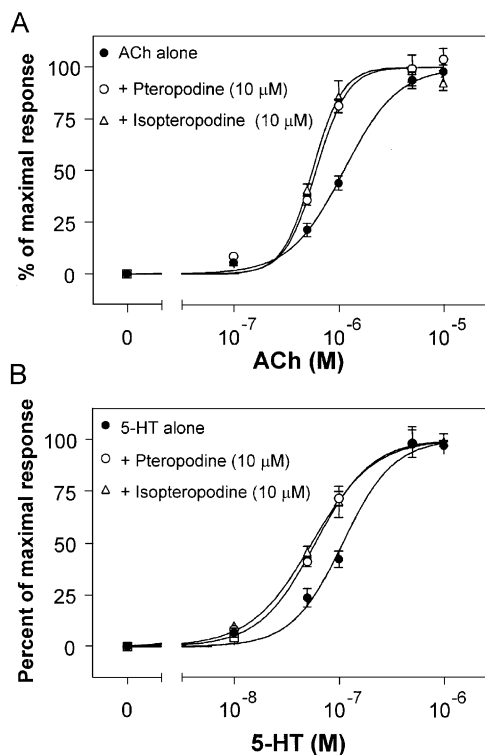 A
ACh alone
+ Pteropodine (10 μM)
+ Isopteropodine (10 μM)
% of maximal response
100
75
50
25
0
0
10⁻⁷
10⁻⁶
10⁻⁵
ACh (M)
B
5-HT alone
+ Pteropodine (10 μM)
+ Isopteropodine (10 μM)
Percent of maximal response
100
75
50
25
0
0
10⁻⁸
10⁻⁷
10⁻⁶
5-HT (M)